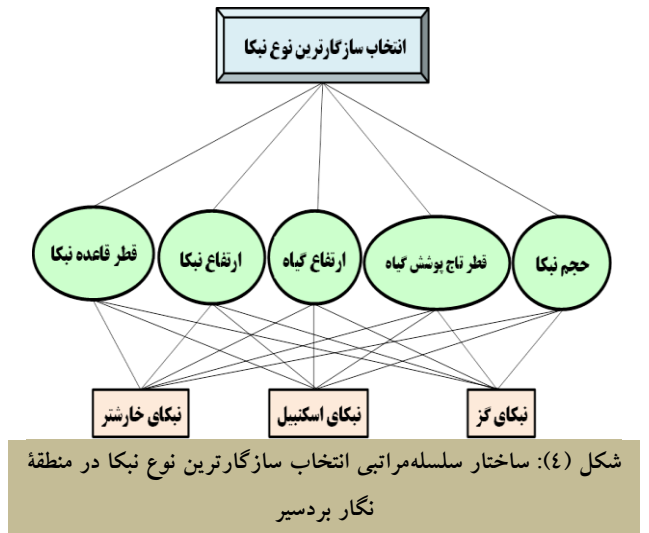 انتخاب سازگارترین نوع نبکا
حجم نبکا
قطر تاج پوشش گیاه
ارتفاع گیاه
ارتفاع نبکا
قطر قاعده نبکا
نبکای گز
نبکای اسکنبیل
نبکای خارشتر
شکل (٤): ساختار سلسله‌مراتبی انتخاب سازگارترین نوع نبکا در منطقۀ
نگار بردسیر